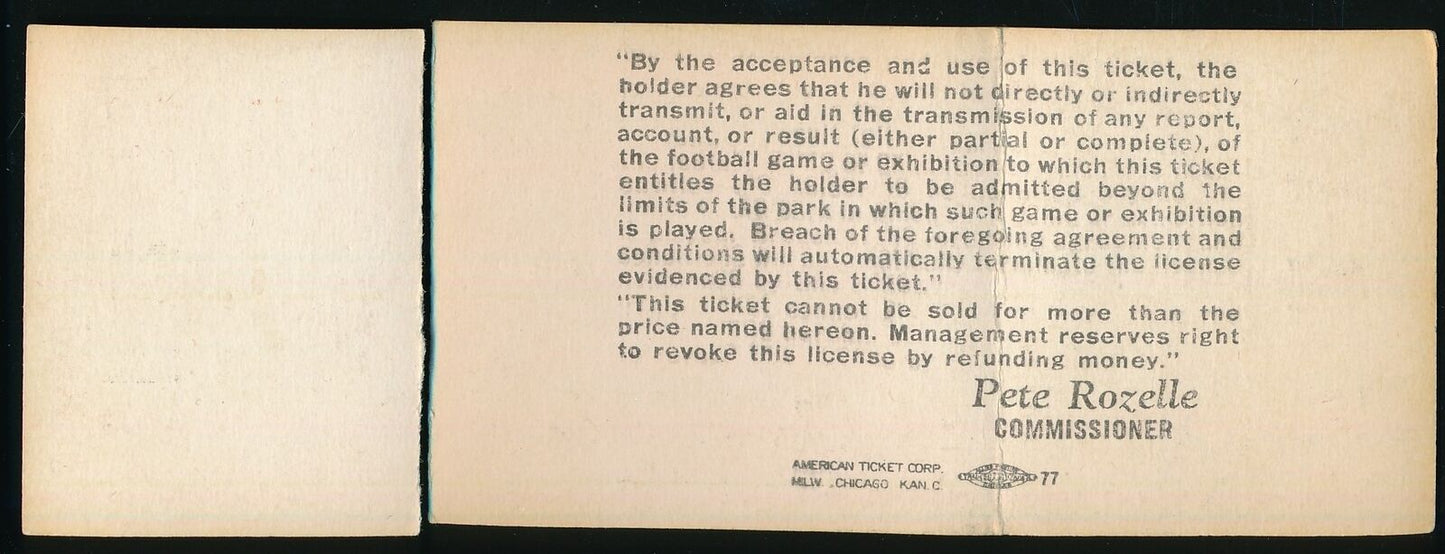 "By the acceptance and use of this ticket, the
holder agrees that he will not directly or indirectly
transmit, or aid in the transmission of any report,
account, or result (either partial or complete), of
the football game or exhibition to which this ticket
entitles the holder to be admitted beyond the
limits of the park in which such game or exhibition
is played. Breach of the foregoing agreement and
conditions will automatically terminate the license
evidenced by this ticket."
"This ticket cannot be sold for more than the
price named hereon. Management reserves right
to revoke this license by refunding money."
Pete Rozelle
COMMISSIONER
AMERICAN TICKET CORP.
MILW. CHICAGO KAN. C.
77